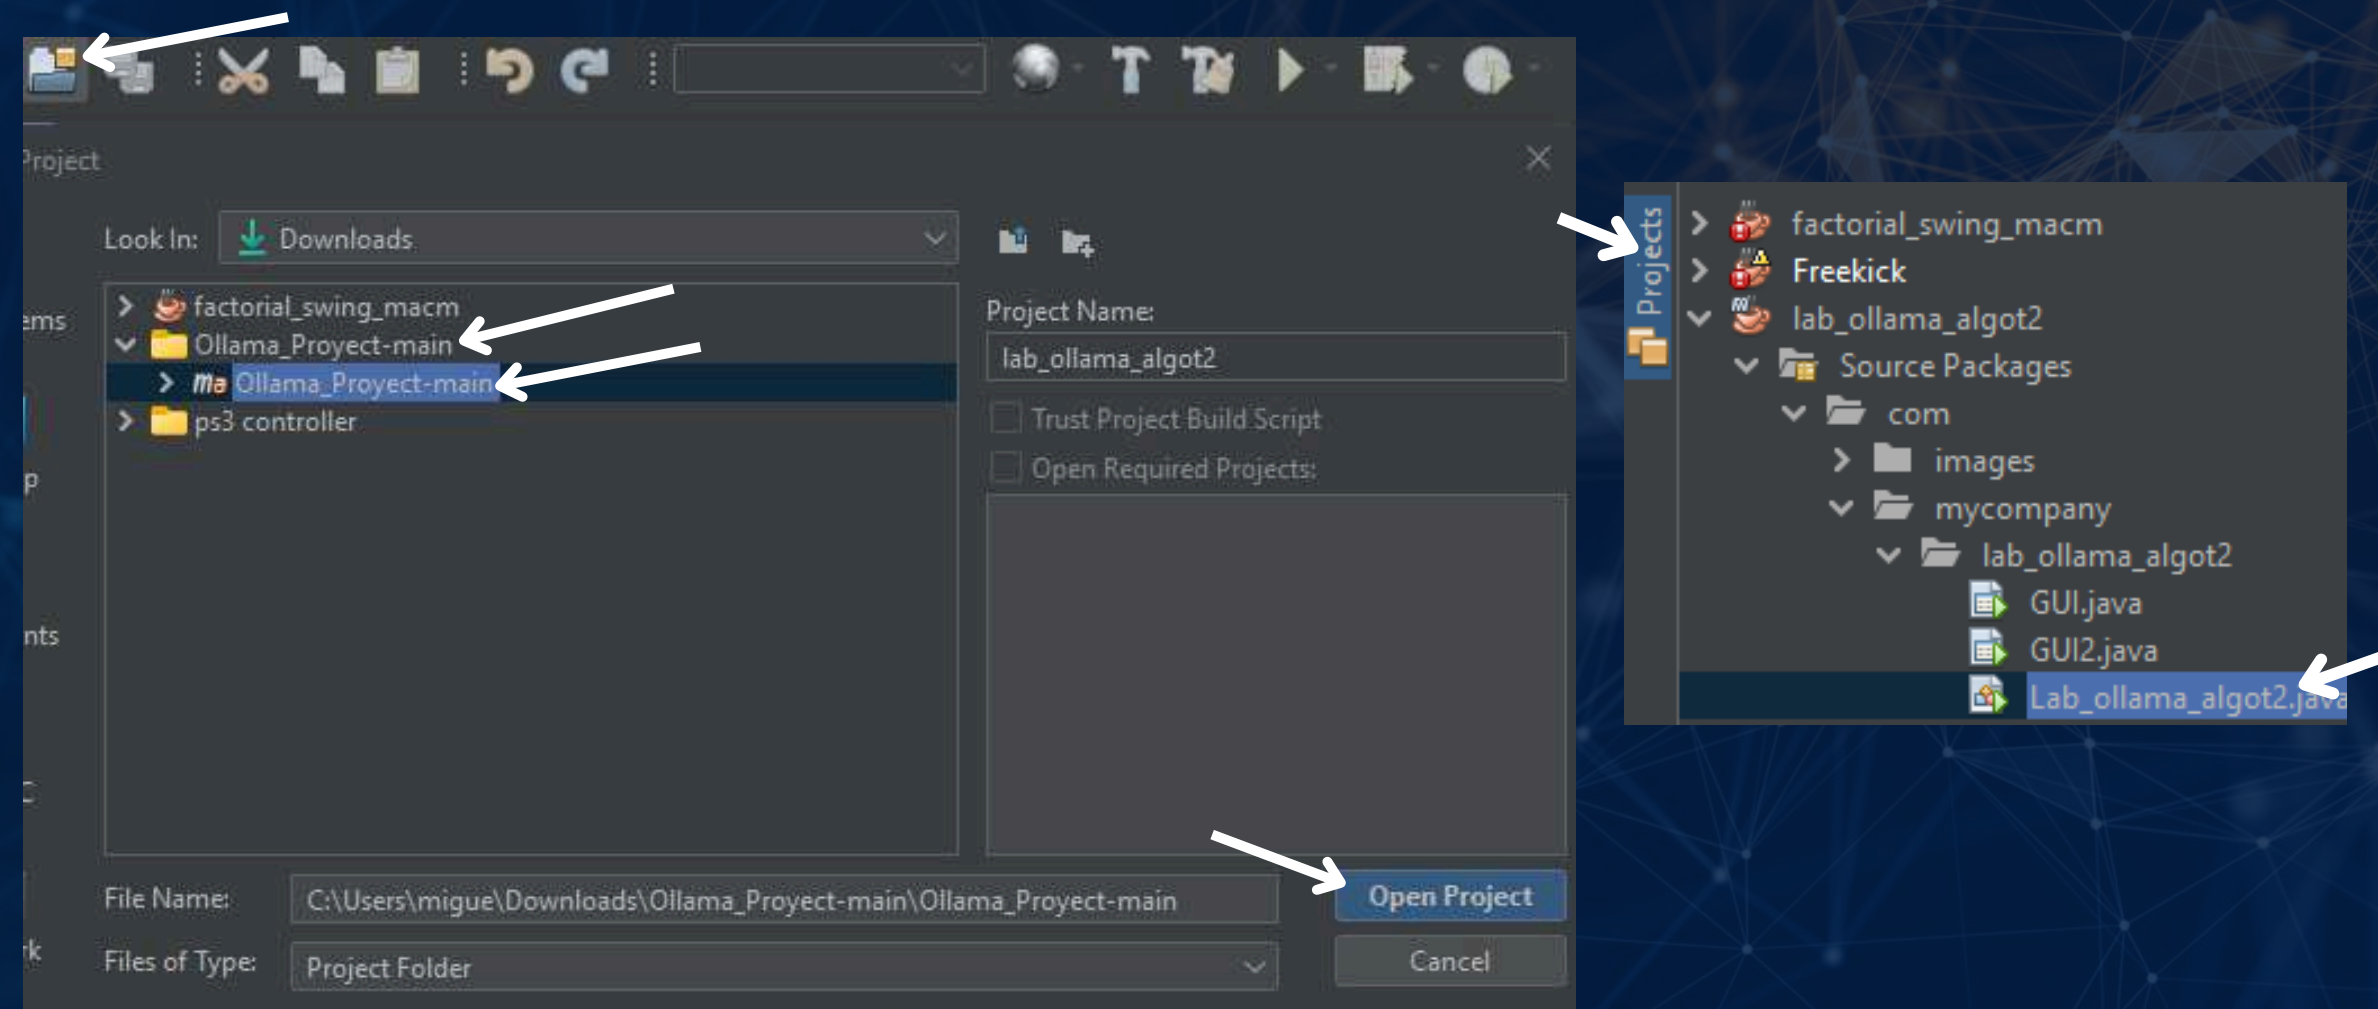 Project
Look In:
Downloads
factorial_swing_macm
Ollama_Proyect-main
ma Ollama_Proyect-main
ps3 controller
Project Name:
lab_ollama_algot2
Trust Project Build Script
Open Required Projects:
ems
p
nts
C
rk
File Name:
C:\Users\migue\Downloads\Ollama_Proyect-main\Ollama_Proyect-main
Open Project
Files of Type:
Project Folder
Cancel
Projects
factorial_swing_macm
Freekick
lab_ollama_algot2
Source Packages
com
images
mycompany
lab_ollama_algot2
GUI.java
GUI2.java
Lab_ollama_algot2.java